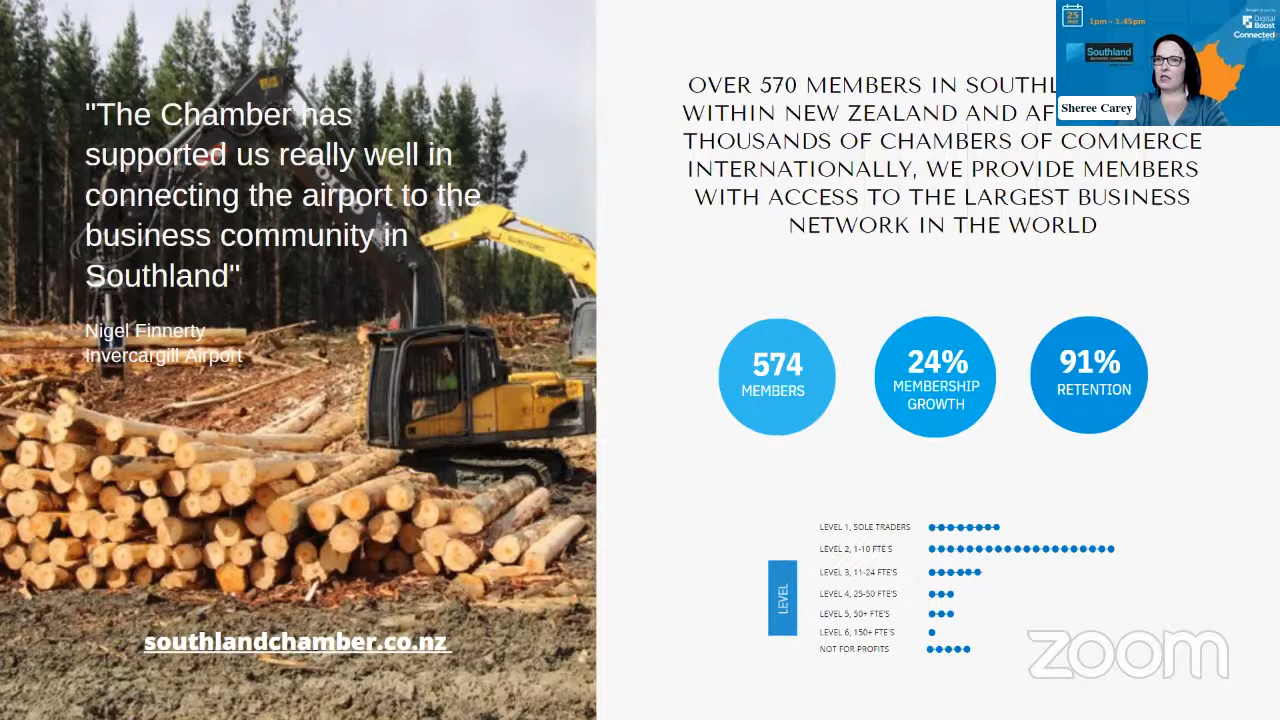 "The Chamber has
supported us really well in
connecting the airport to the
business community in
Southland"
Nigel Finnerty
Invercargill Airport
southlandchamber.co.nz
OVER 570 MEMBERS IN
WITHIN NEW ZEALAND AND
THOUSANDS OF CHAMBERS OF COMMERCE
INTERNATIONALLY, WE PROVIDE MEMBERS
WITH ACCESS TO THE LARGEST BUSINESS
NETWORK IN THE WORLD
574
MEMBERS
24%
MEMBERSHIP
GROWTH
91%
RETENTION
LEVEL
LEVEL 1, SOLE TRADERS
LEVEL 2, 1-10 FTE'S
LEVEL 3, 11-24 FTE'S
LEVEL 4, 25-50 FTE'S
LEVEL 5, 50+ FTE'S
LEVEL 6, 150+ FTE'S
NOT FOR PROFITS
25
MAY
1pm - 1.45pm
Digital
Boost
Connected
Southland
BUSINESS CHAMBER
Sheree Carey
zoom